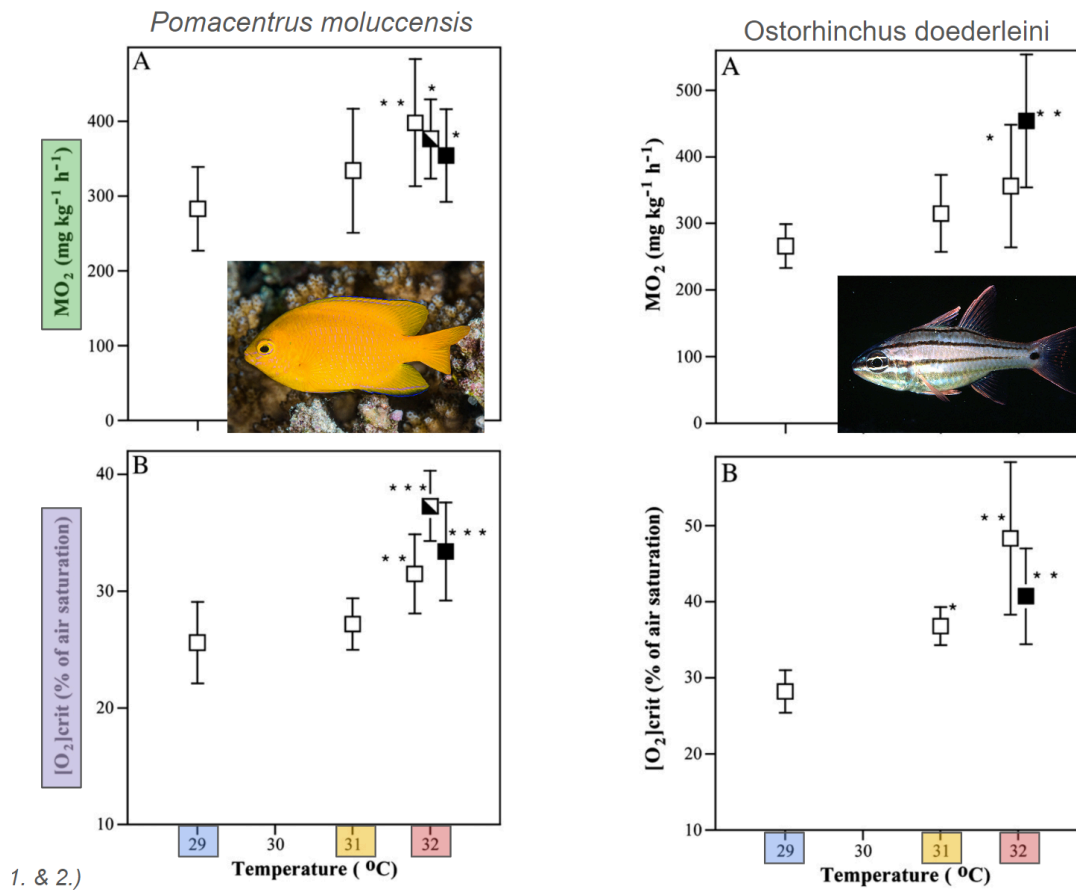 Pomacentrus moluccensis
A
* *
*
*
400
300
200
100
0
MO2 (mg kg-1 h-1)
B
* * *
* * *
* *
40
30
20
10
[O2]crit (% of air saturation)
29 30 31 32
Temperature ( oC)
1. & 2.)
Ostorhinchus doederleini
A
* *
*
500
400
300
200
100
0
MO2 (mg kg-1 h-1)
B
* *
* *
*
50
40
30
20
10
[O2]crit (% of air saturation)
29 30 31 32
Temperature ( oC)